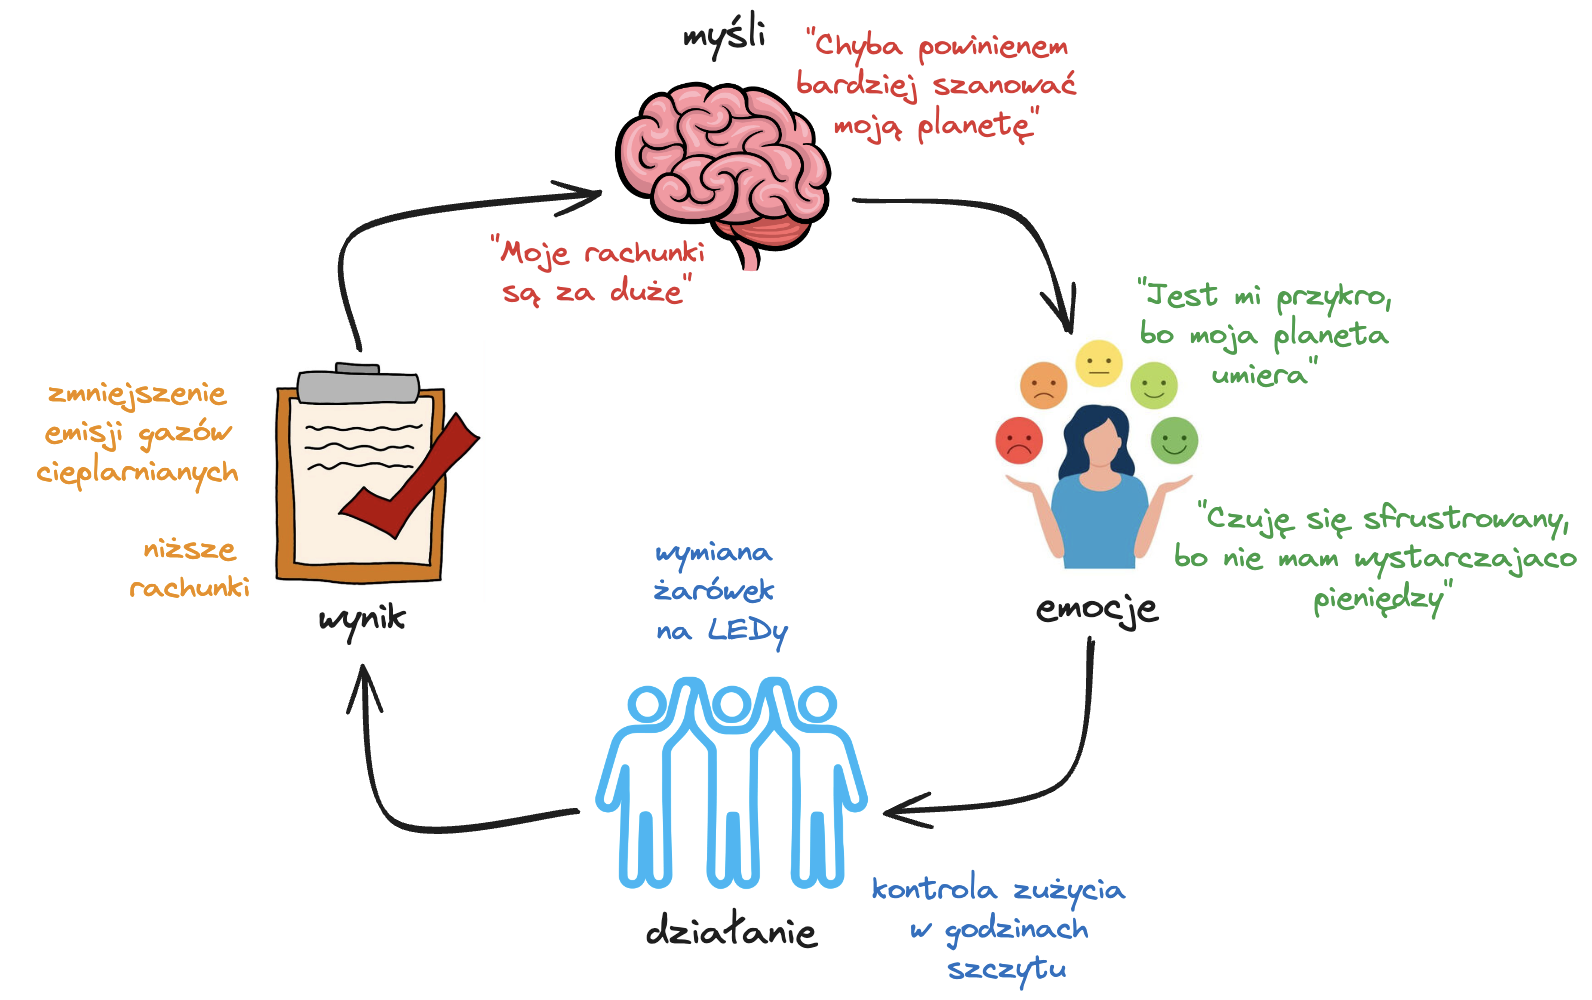 myśli
"Chyba powinienem
bardziej szanować
moją planetę"
"Moje rachunki
są za duże"
"Jest mi przykro,
bo moja planeta
umiera"
"Czuję się sfrustrowany,
bo nie mam wystarczajaco
pieniędzy"
emocje
wymiana
żarówek
na LEDy
działanie
kontrola zużycia
w godzinach
szczytu
zmniejszenie
emisji gazów
cieplarnianych
niższe
rachunki
wynik